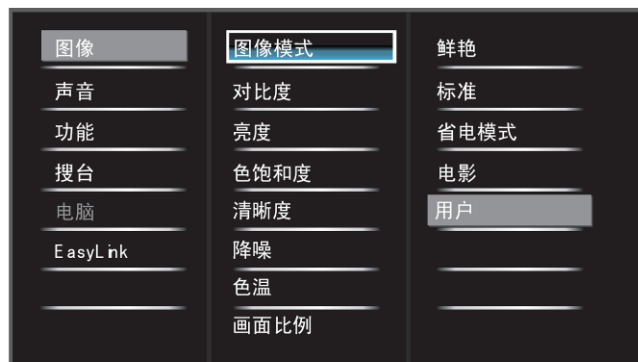 图像
声音
功能
搜台
电脑
EasyLink
图像模式
对比度
亮度
色饱和度
清晰度
降噪
色温
画面比例
鲜艳
标准
省电模式
电影
用户